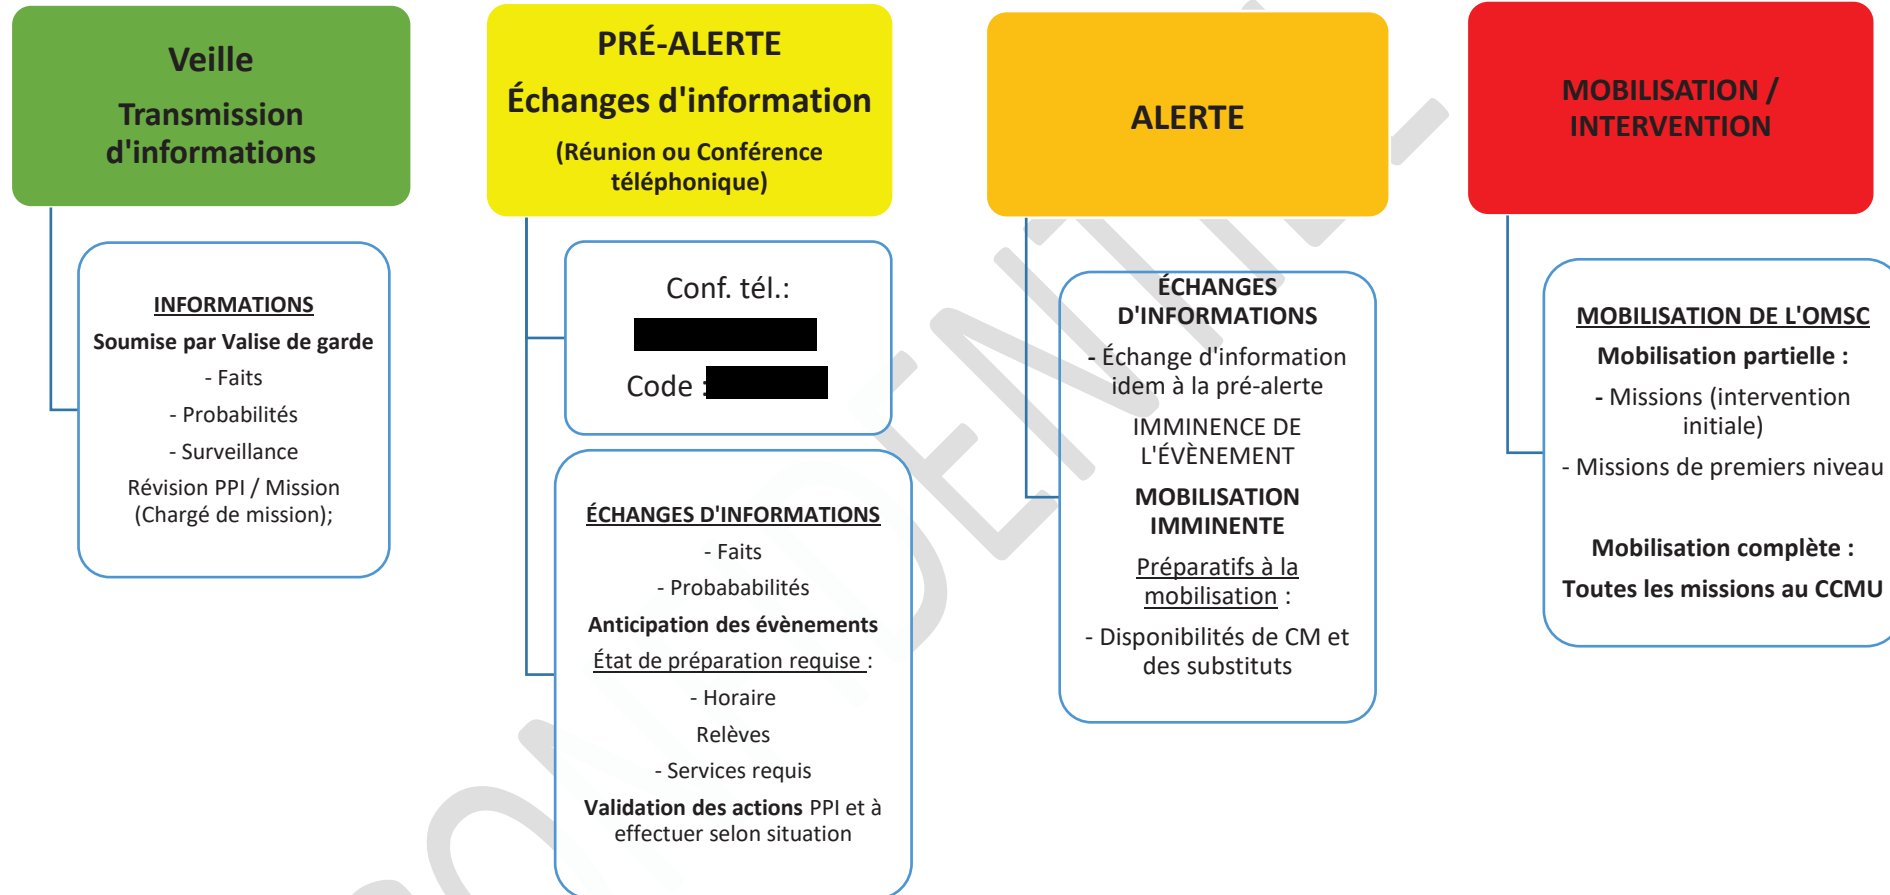 Veille
Transmission
d'informations
INFORMATIONS
Soumise par Valise de garde
- Faits
- Probabilités
- Surveillance
Révision PPI / Mission
(Chargé de mission);
PRÉ-ALERTE
Échanges d'information
(Réunion ou Conférence
téléphonique)
Conf. tél.:
Code :
ÉCHANGES D'INFORMATIONS
- Faits
- Probababilités
Anticipation des évènements
État de préparation requise :
- Horaire
Relèves
- Services requis
Validation des actions PPI et à
effectuer selon situation
ALERTE
ÉCHANGES
D'INFORMATIONS
- Échange d'information
idem à la pré-alerte
IMMINENCE DE
L'ÉVÈNEMENT
MOBILISATION
IMMINENTE
Préparatifs à la
mobilisation :
- Disponibilités de CM et
des substituts
MOBILISATION /
INTERVENTION
MOBILISATION DE L'OMSC
Mobilisation partielle :
- Missions (intervention
initiale)
- Missions de premiers niveau
Mobilisation complète :
Toutes les missions au CCMU